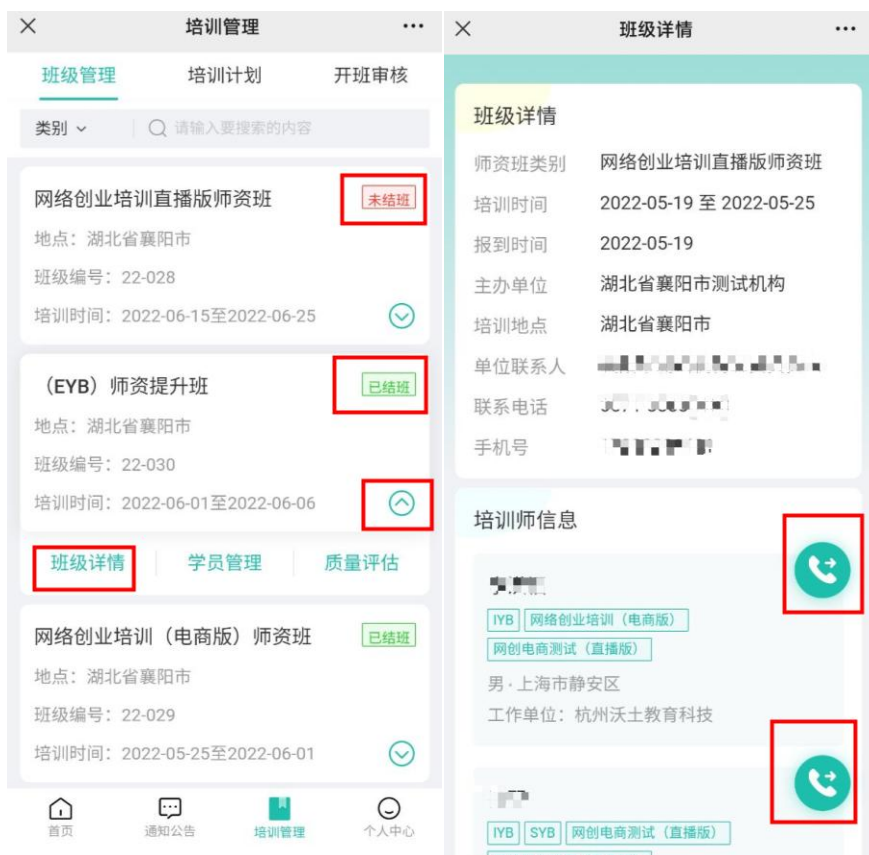 培训管理
班级管理
培训计划
开班审核
类别
请输入要搜索的内容
网络创业培训直播版师资班
未结班
地点：湖北省襄阳市
班级编号：22-028
培训时间：2022-06-15至2022-06-25
（EYB）师资提升班
已结班
地点：湖北省襄阳市
班级编号：22-030
培训时间：2022-06-01至2022-06-06
班级详情
学员管理
质量评估
网络创业培训（电商版）师资班
已结班
地点：湖北省襄阳市
班级编号：22-029
培训时间：2022-05-25至2022-06-01
首页
通知公告
培训管理
个人中心
班级详情
班级详情
师资班类别 网络创业培训直播版师资班
培训时间 2022-05-19 至 2022-05-25
报到时间 2022-05-19
主办单位 湖北省襄阳市测试机构
培训地点 湖北省襄阳市
单位联系人
联系电话
手机号
培训师信息
IYB 网络创业培训（电商版）
网创电商测试（直播版）
男·上海市静安区
工作单位：杭州沃土教育科技
IYB SYB 网创电商测试（直播版）